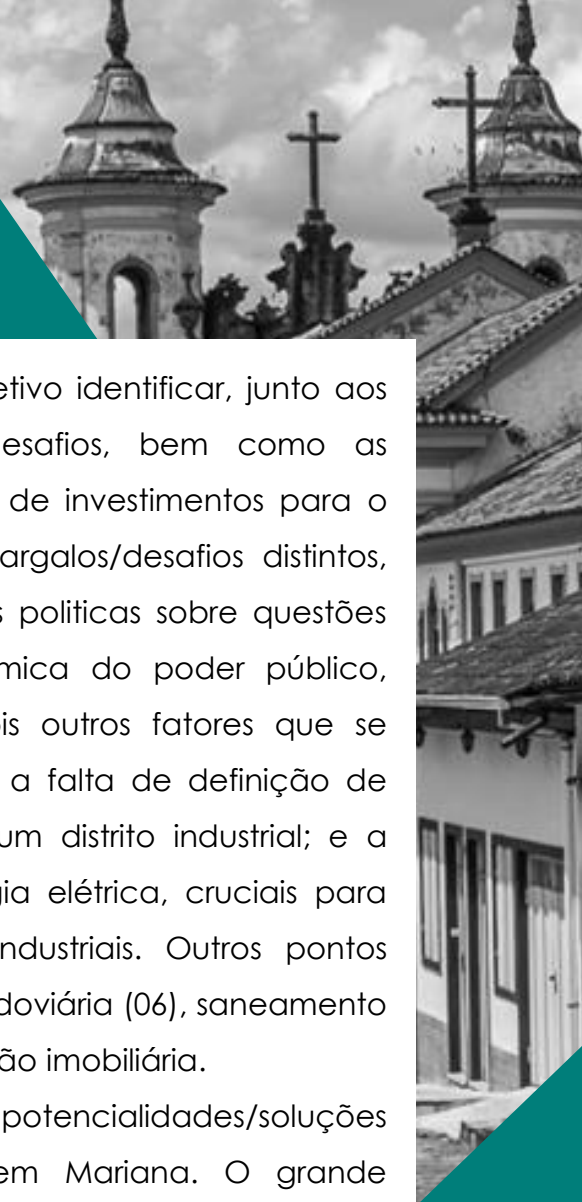 etivo identificar, junto aos
esafios, bem como as
de investimentos para o
argalos/desafios distintos,
s politicas sobre questões
mica do poder público,
is outros fatores que se
a falta de definição de
um distrito industrial; e a
gia elétrica, cruciais para
ndustriais. Outros pontos
doviária (06), saneamento
ão imobiliária.
potencialidades/soluções
em Mariana. O grande